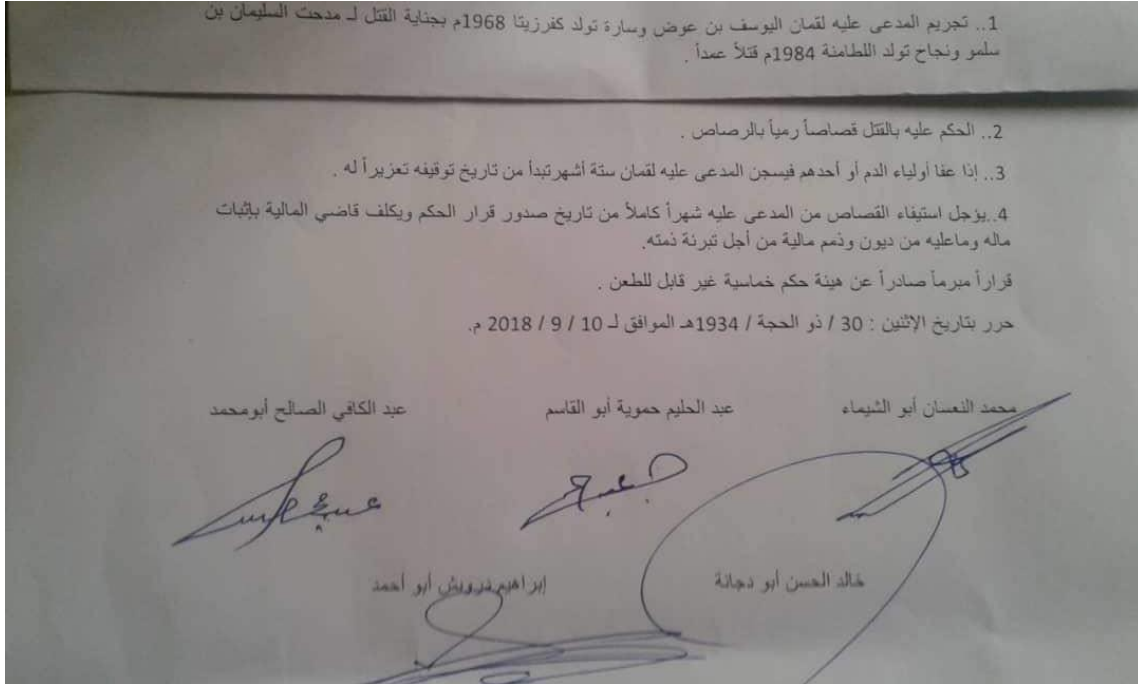 1.. تجريم المدعى عليه لقمان اليوسف بن عوض وسارة تولد كفرزيتا 1968م بجناية القتل لـ مدحت السليمان بن
سلمو ونجاح تولد اللطامنة 1984م قتلاً عمداً .
2.. الحكم عليه بالقتل قصاصاً رمياً بالرصاص .
3.. إذا عفا أولياء الدم أو أحدهم فيسجن المدعى عليه لقمان ستة أشهرتبدأ من تاريخ توقيفه تعزيراً له .
4..يؤجل استيفاء القصاص من المدعى عليه شهراً كاملاً من تاريخ صدور قرار الحكم ويكلف قاضي المالية بإثبات
ماله وماعليه من ديون وذمم مالية من أجل تبرئة ذمته.
قراراً مبرماً صادراً عن هيئة حكم خماسية غير قابل للطعن .
حرر بتاريخ الإثنين : 30 / ذو الحجة / 1934هـ الموافق لـ 10 / 9 / 2018 م.
محمد النعسان أبو الشيماء عبد الحليم حموية أبو القاسم عبد الكافي الصالح أبومحمد
خالد الحسن أبو دجانة إبراهيم درويش أبو أحمد